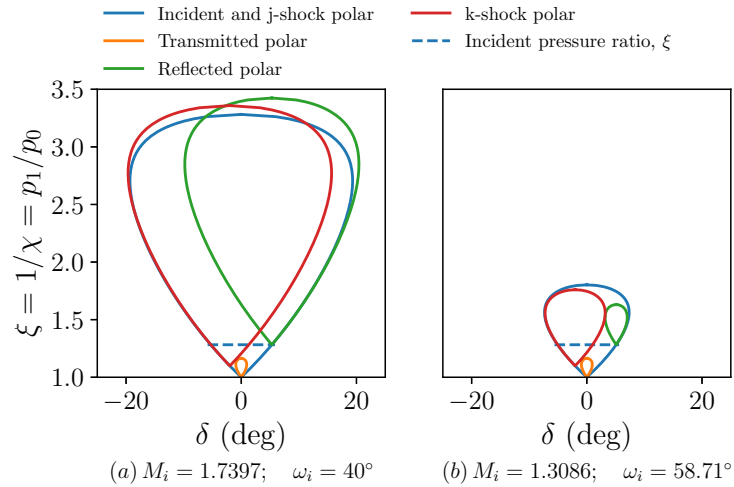 Incident and j-shock polar
Transmitted polar
Reflected polar
k-shock polar
Incident pressure ratio, ξ
ξ = 1/χ = p₁/p₀
3.5
3.0
2.5
2.0
1.5
1.0
−20 0 20
δ (deg)
−20 0 20
δ (deg)
(a) Mᵢ = 1.7397; ωᵢ = 40°
(b) Mᵢ = 1.3086; ωᵢ = 58.71°